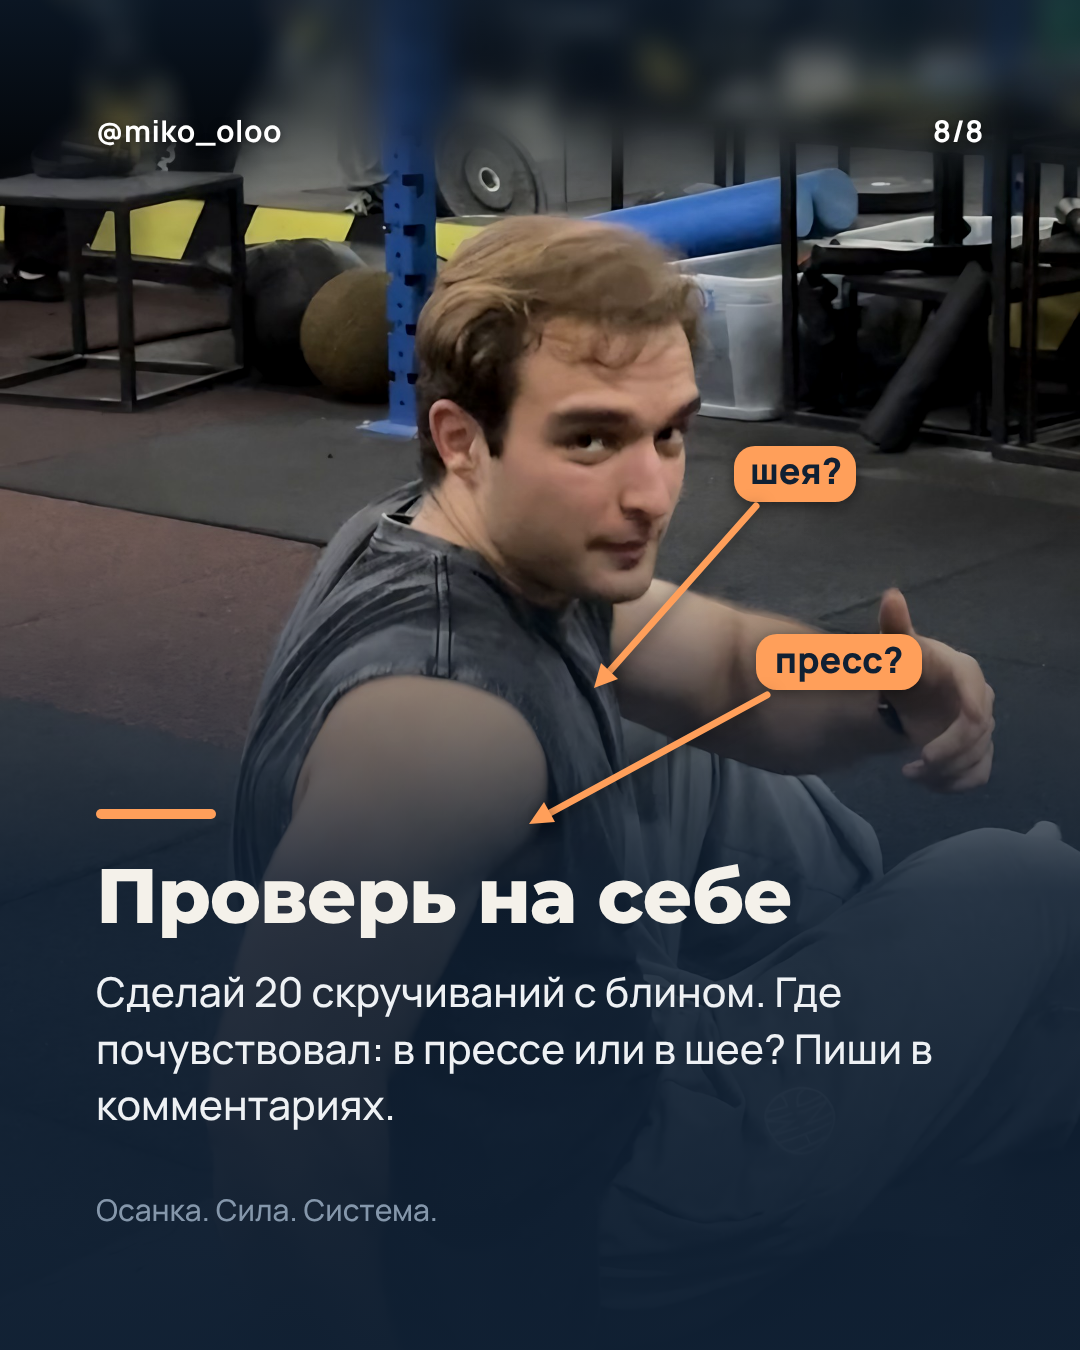 @miko_oloo
8/8
шея?
пресс?
Проверь на себе
Сделай 20 скручиваний с блином. Где
почувствовал: в прессе или в шее? Пиши в
комментариях.
Осанка. Сила. Система.